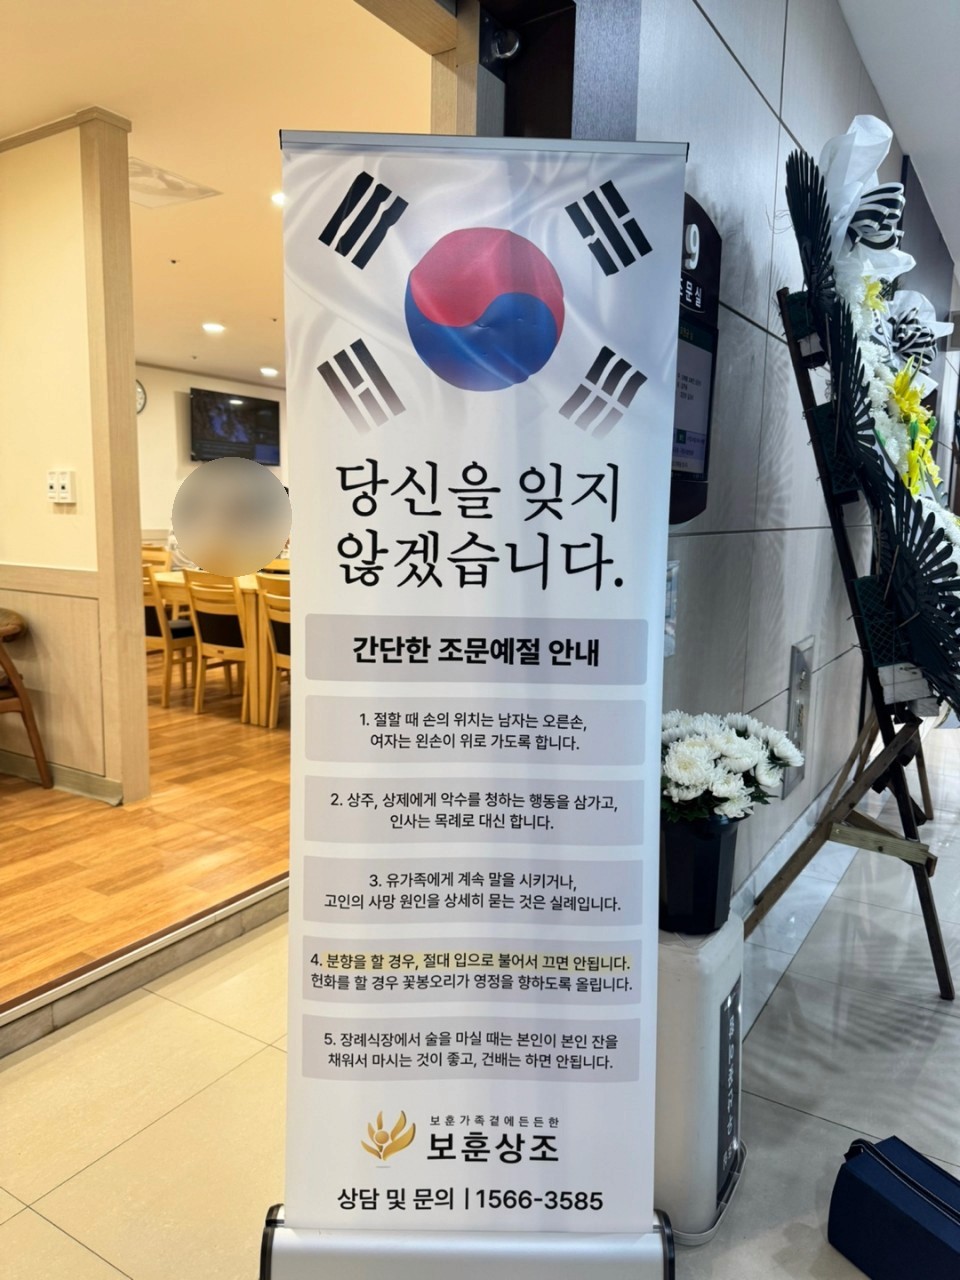 당신을 잊지
않겠습니다.
간단한 조문예절 안내
1. 절할 때 손의 위치는 남자는 오른손,
여자는 왼손이 위로 가도록 합니다.
2. 상주, 상제에게 악수를 청하는 행동을 삼가고,
인사는 목례로 대신 합니다.
3. 유가족에게 계속 말을 시키거나,
고인의 사망 원인을 상세히 묻는 것은 실례입니다.
4. 분향을 할 경우, 절대 입으로 불어서 끄면 안됩니다.
헌화를 할 경우 꽃봉오리가 영정을 향하도록 올립니다.
5. 장례식장에서 술을 마실 때는 본인이 본인 잔을
채워서 마시는 것이 좋고, 건배는 하면 안됩니다.
보훈가족곁에든든한
보훈상조
상담 및 문의 | 1566-3585
9